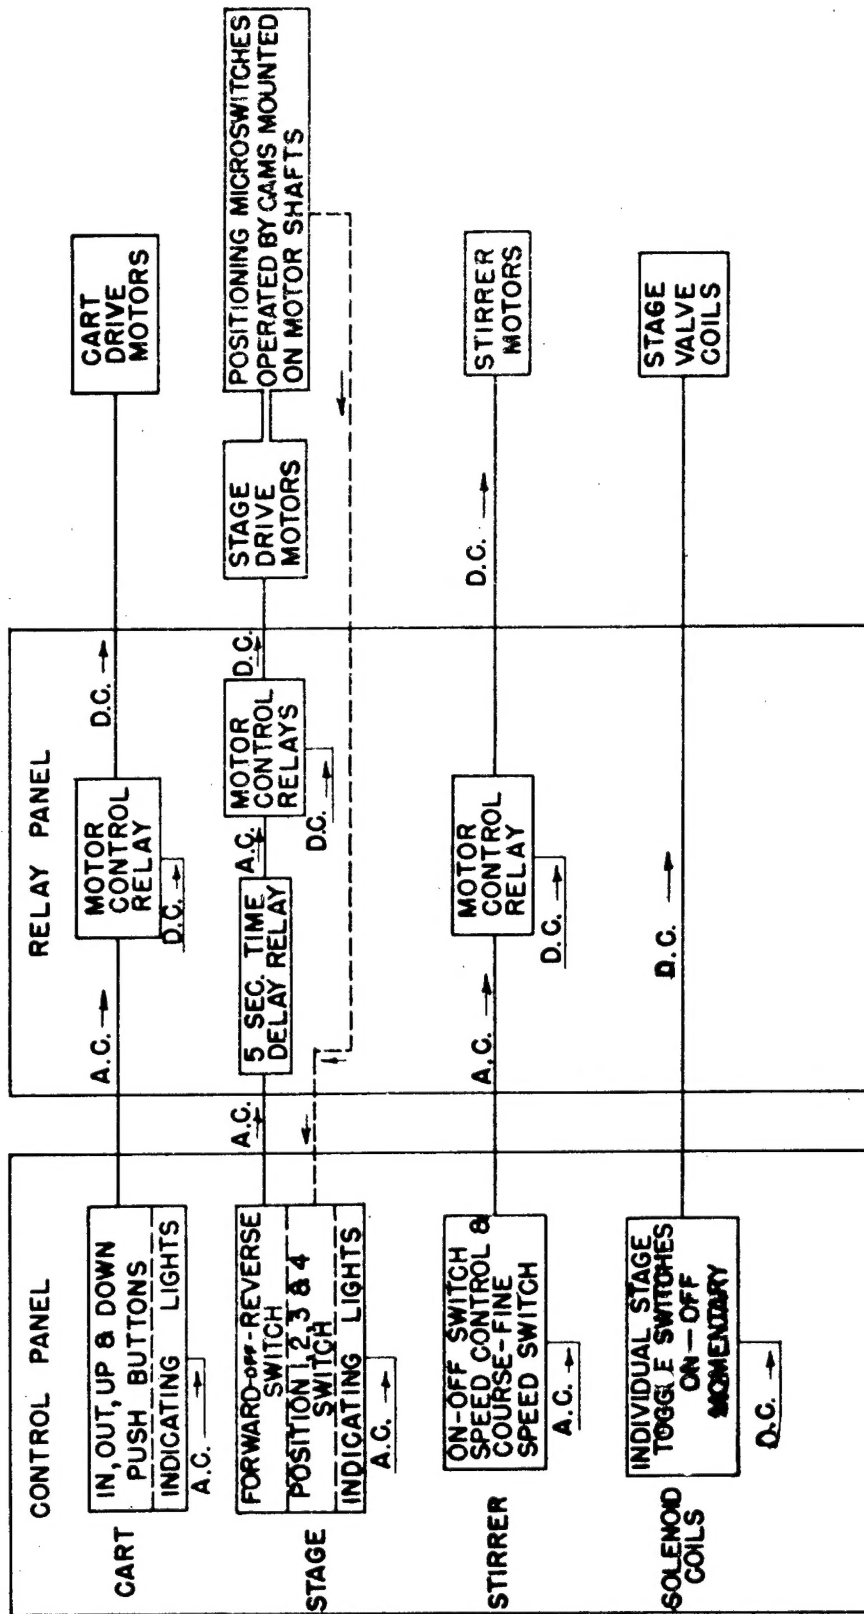 CONTROL PANEL
RELAY PANEL
CART
IN, OUT, UP & DOWN
PUSH BUTTONS
INDICATING LIGHTS
A.C. →
A.C. →
MOTOR
CONTROL
RELAY
D.C. →
D.C. →
CART
DRIVE
MOTORS
STAGE
FORWARD-OFF-REVERSE
SWITCH
POSITION 1, 2, 3 & 4
SWITCH
INDICATING LIGHTS
A.C. →
A.C. →
5 SEC. TIME
DELAY RELAY
A.C. →
MOTOR
CONTROL
RELAYS
D.C. →
D.C. →
STAGE
DRIVE
MOTORS
POSITIONING MICROSWITCHES
OPERATED BY CAMS MOUNTED
ON MOTOR SHAFTS
STIRRER
ON-OFF SWITCH
SPEED CONTROL &
COURSE-FINE
SPEED SWITCH
A.C. →
A.C. →
MOTOR
CONTROL
RELAY
D.C. →
D.C. →
STIRRER
MOTORS
SOLENOID
COILS
INDIVIDUAL STAGE
TOGGLE SWITCHES
ON-OFF
MOMENTARY
D.C. →
D.C. →
STAGE
VALVE
COILS